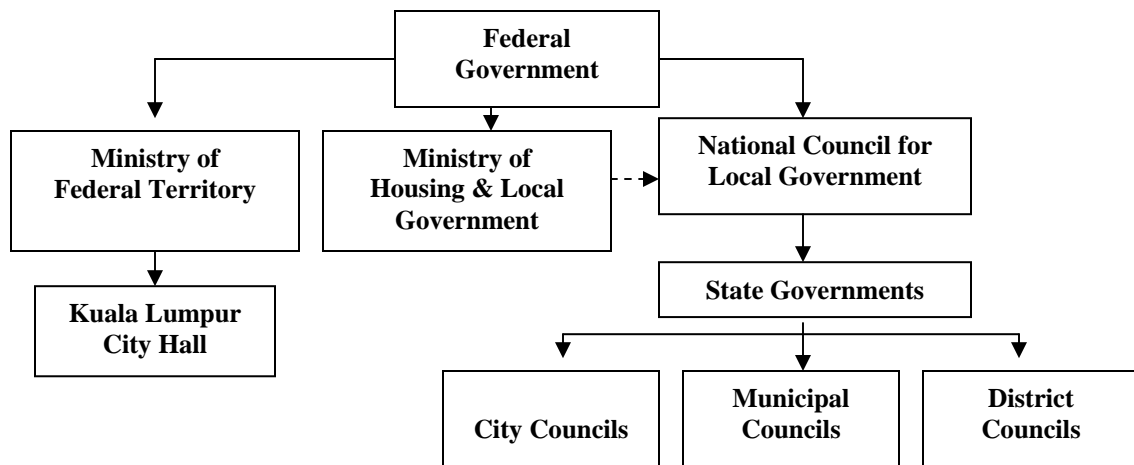 Federal
Government
Ministry of
Federal Territory
Ministry of
Housing & Local
Government
National Council for
Local Government
State Governments
Kuala Lumpur
City Hall
City Councils
Municipal
Councils
District
Councils